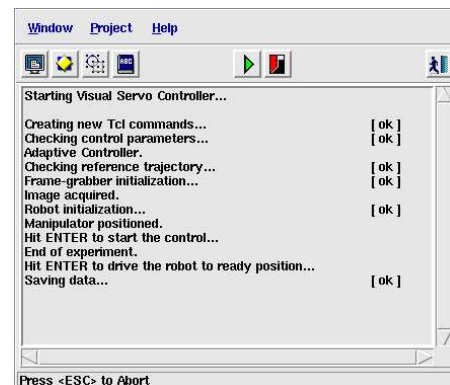 Window Project Help
ABC
Starting Visual Servo Controller...
Creating new Tcl commands... [ ok ]
Checking control parameters... [ ok ]
Adaptive Controller.
Checking reference trajectory... [ ok ]
Frame-grabber initialization... [ ok ]
Image acquired.
Robot initialization... [ ok ]
Manipulator positioned.
Hit ENTER to start the control...
End of experiment.
Hit ENTER to drive the robot to ready position...
Saving data... [ ok ]
Press <ESC> to Abort